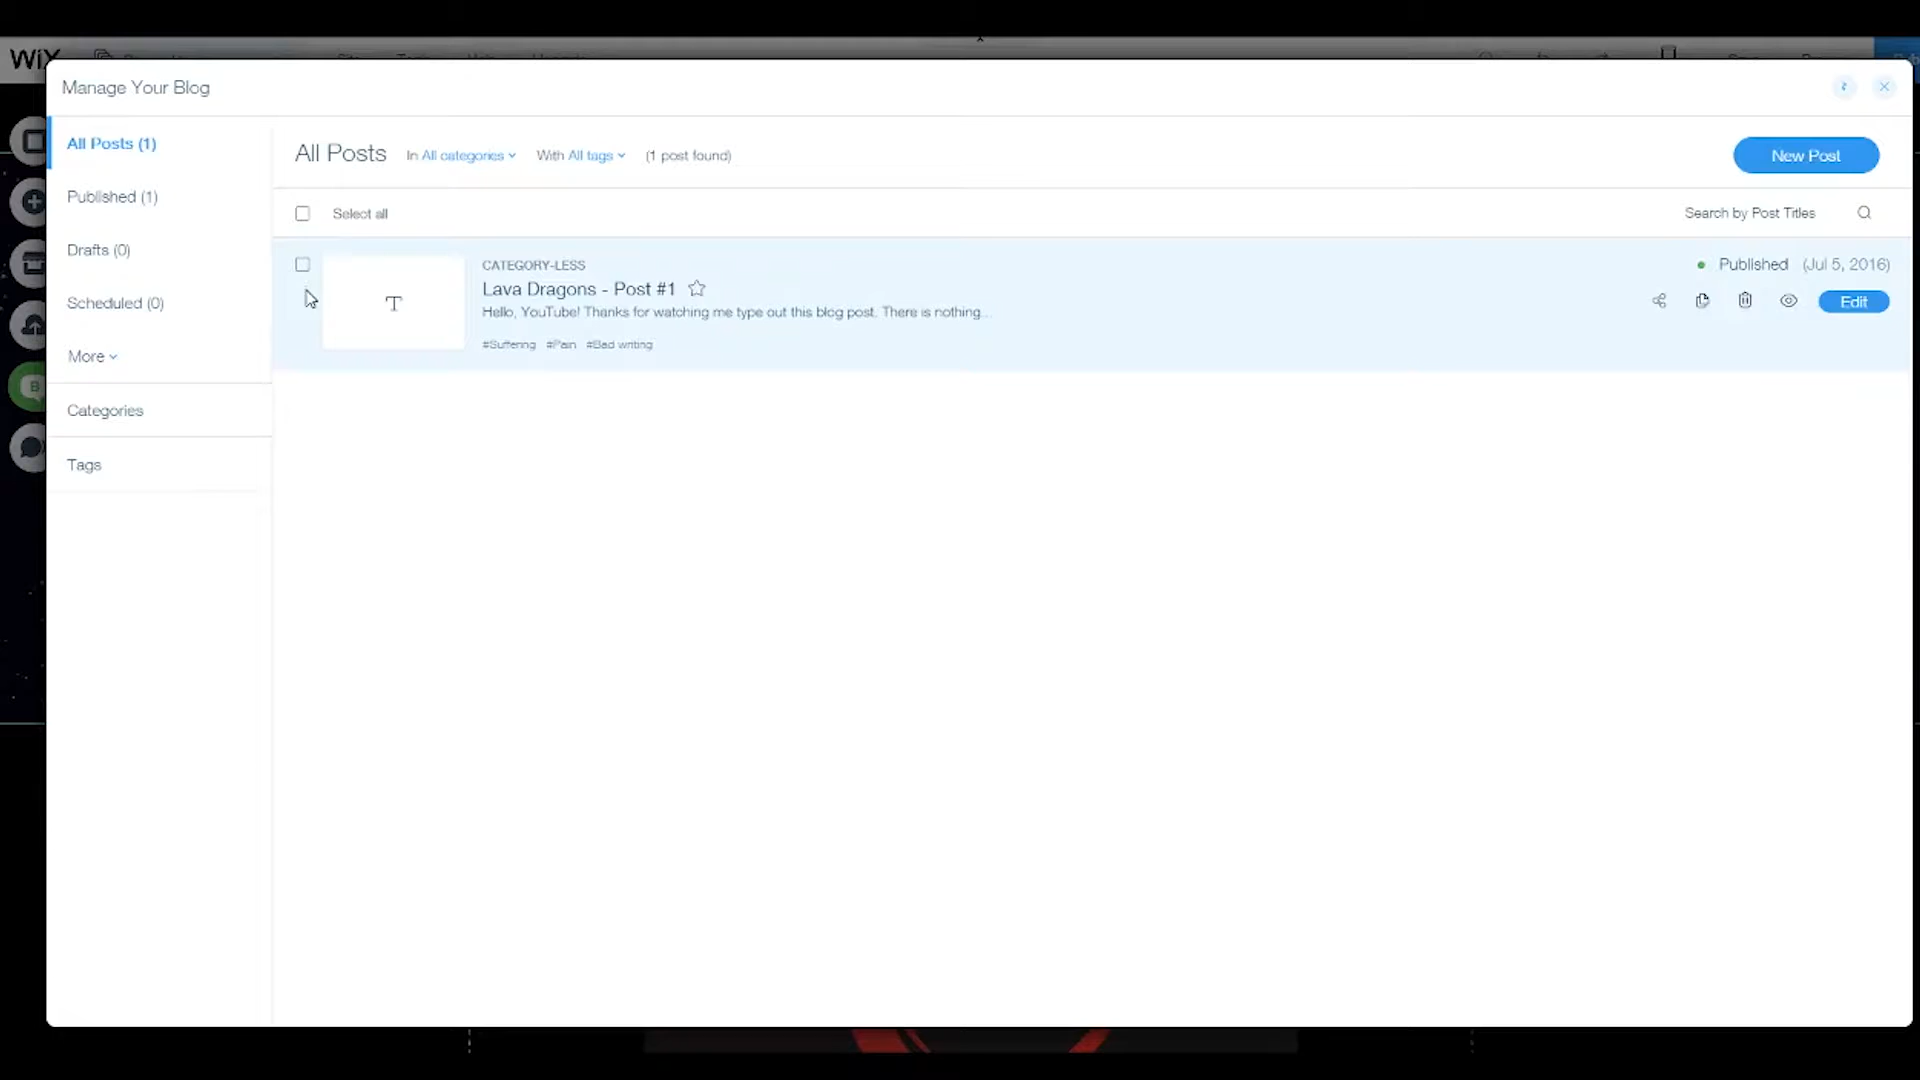 WiX
Manage Your Blog
All Posts (1)
Published (1)
Drafts (0)
Scheduled (0)
More
Categories
Tags
All Posts In All categories With All tags (1 post found)
New Post
Select all
Search by Post Titles
CATEGORY-LESS
Lava Dragons - Post #1
Hello, YouTube! Thanks for watching me type out this blog post. There is nothing...
#Suffering #Pain #Bad writing
Published (Jul 5, 2016)
Edit
T
B